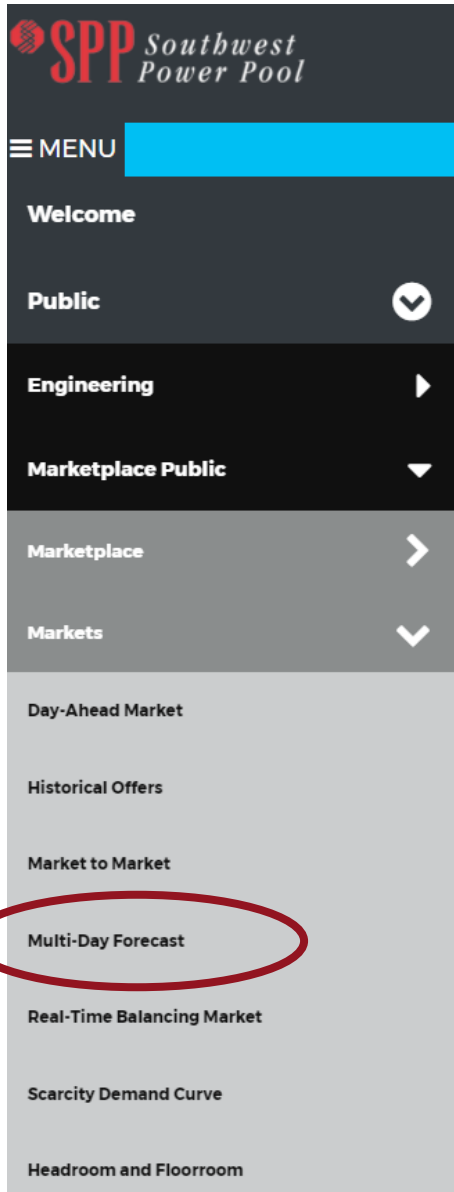 SPP Southwest
Power Pool
MENU
Welcome
Public
Engineering
Marketplace Public
Marketplace
Markets
Day-Ahead Market
Historical Offers
Market to Market
Multi-Day Forecast
Real-Time Balancing Market
Scarcity Demand Curve
Headroom and Floorroom